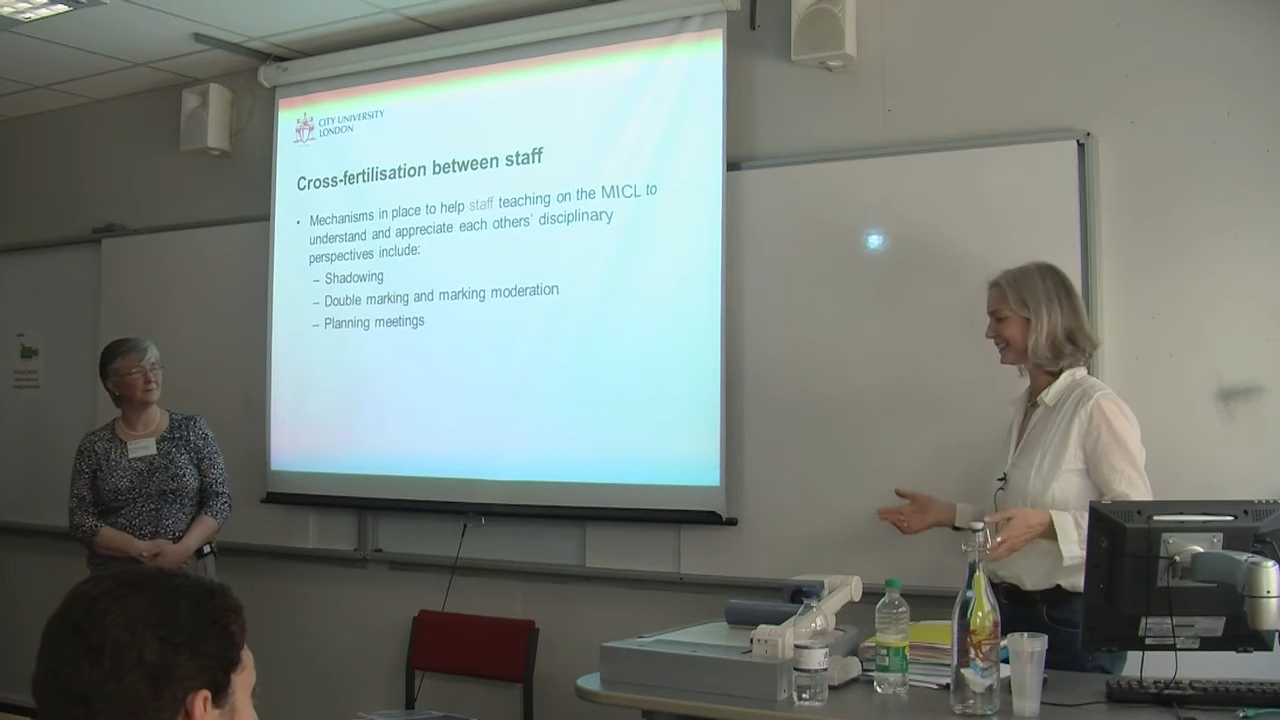 CITY UNIVERSITY
LONDON
Cross-fertilisation between staff
• Mechanisms in place to help staff teaching on the MICL to
understand and appreciate each others' disciplinary
perspectives include:
– Shadowing
– Double marking and marking moderation
– Planning meetings